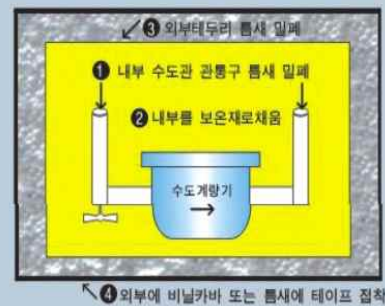 ↙❸ 외부테두리 틈새 밀폐
❶ 내부 수도관 관통구 틈새 밀폐
❷ 내부를 보온재로채움
수도계량기
→
↖❹외부에 비닐카바 또는 틈새에 테이프 접착